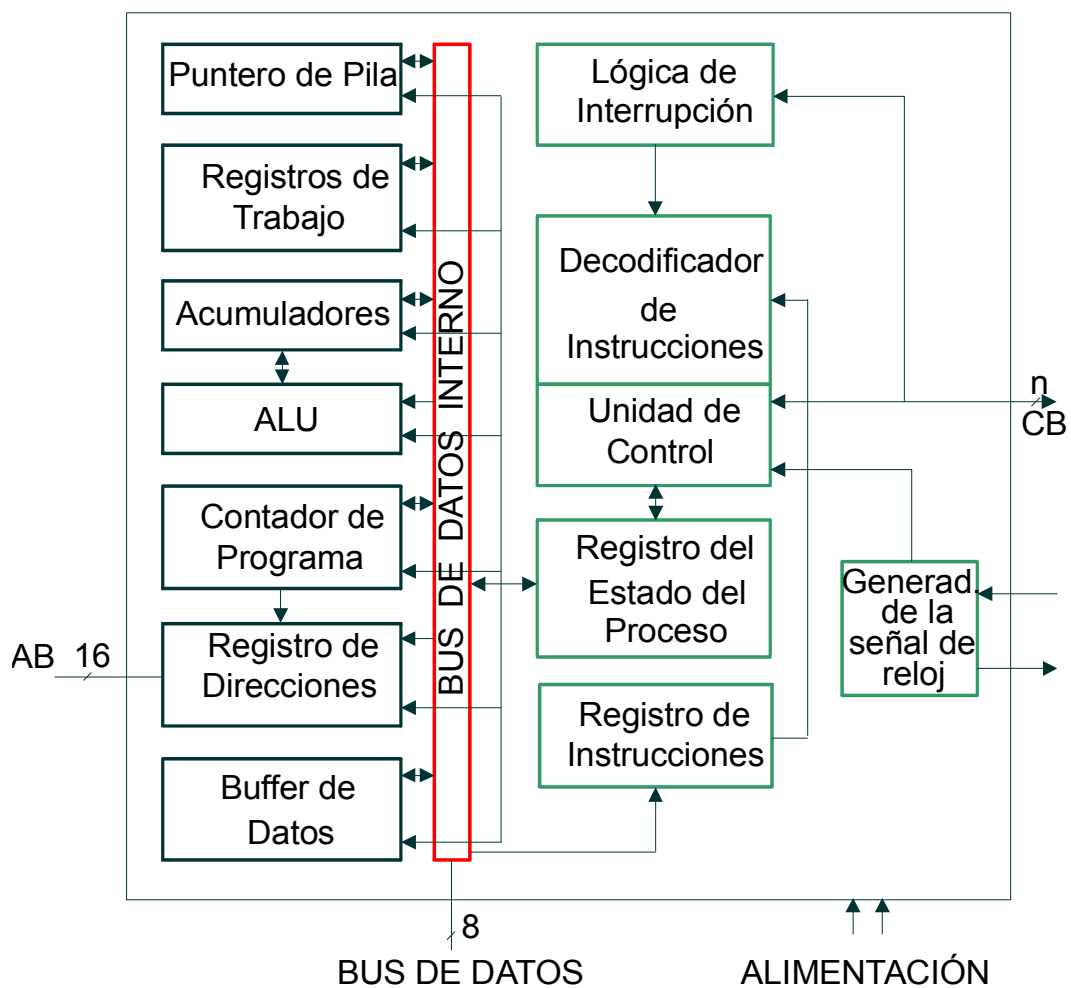 Puntero de Pila
Registros de
Trabajo
Acumuladores
ALU
Contador de
Programa
Registro de
Direcciones
Buffer de
Datos
AB 16
BUS DE DATOS INTERNO
Lógica de
Interrupción
Decodificador
de
Instrucciones
Unidad de
Control
Registro del
Estado del
Proceso
Registro de
Instrucciones
Generad.
de la
señal de
reloj
n
CB
8
BUS DE DATOS
ALIMENTACIÓN